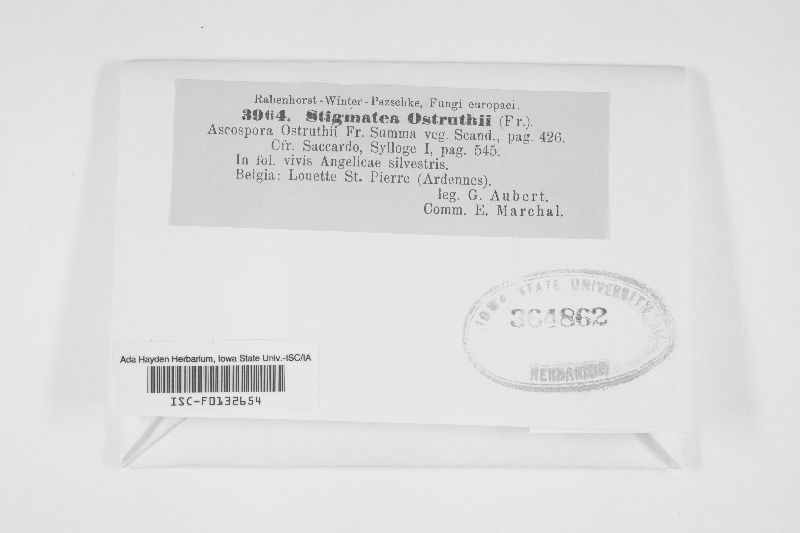 Rabenhorst-Winter-Pazschke, Fungi europaei.
3964. Stigmatea Ostruthii (Fr.).
Ascospora Ostruthii Fr. Summa veg. Scand., pag. 426.
Cfr. Saccardo, Sylloge I, pag. 545.
In fol. vivis Angelicae silvestris.
Belgia: Louette St. Pierre (Ardennes).
leg. G. Aubert.
Comm. E. Marchal.
IOWA STATE UNIVERSITY
364862
HERBARIUM
Ada Hayden Herbarium, Iowa State Univ.-ISC/IA
ISC-F0132654